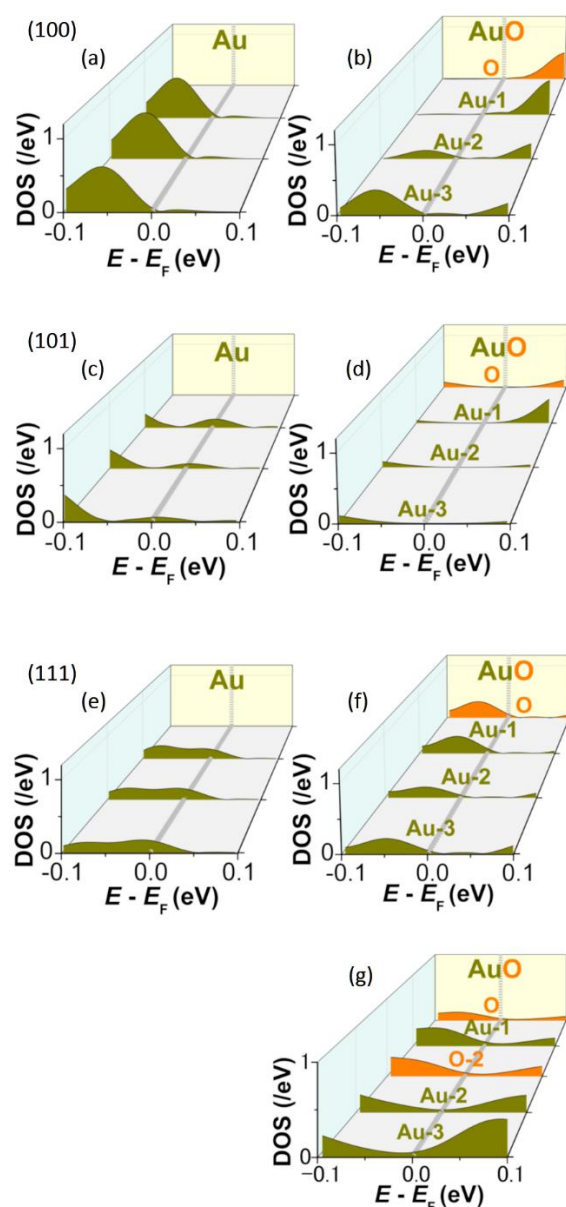 (100)
(a)
Au
DOS (/eV)
1
0
-0.1
0.0
0.1
E - EF (eV)
(b)
AuO
O
Au-1
Au-2
Au-3
DOS (/eV)
1
0
-0.1
0.0
0.1
E - EF (eV)
(101)
(c)
Au
DOS (/eV)
1
0
-0.1
0.0
0.1
E - EF (eV)
(d)
AuO
O
Au-1
Au-2
Au-3
DOS (/eV)
1
0
-0.1
0.0
0.1
E - EF (eV)
(111)
(e)
Au
DOS (/eV)
1
0
-0.1
0.0
0.1
E - EF (eV)
(f)
AuO
O
Au-1
Au-2
Au-3
DOS (/eV)
1
0
-0.1
0.0
0.1
E - EF (eV)
(g)
AuO
O
Au-1
O-2
Au-2
Au-3
DOS (/eV)
1
0
-0.1
0.0
0.1
E - EF (eV)